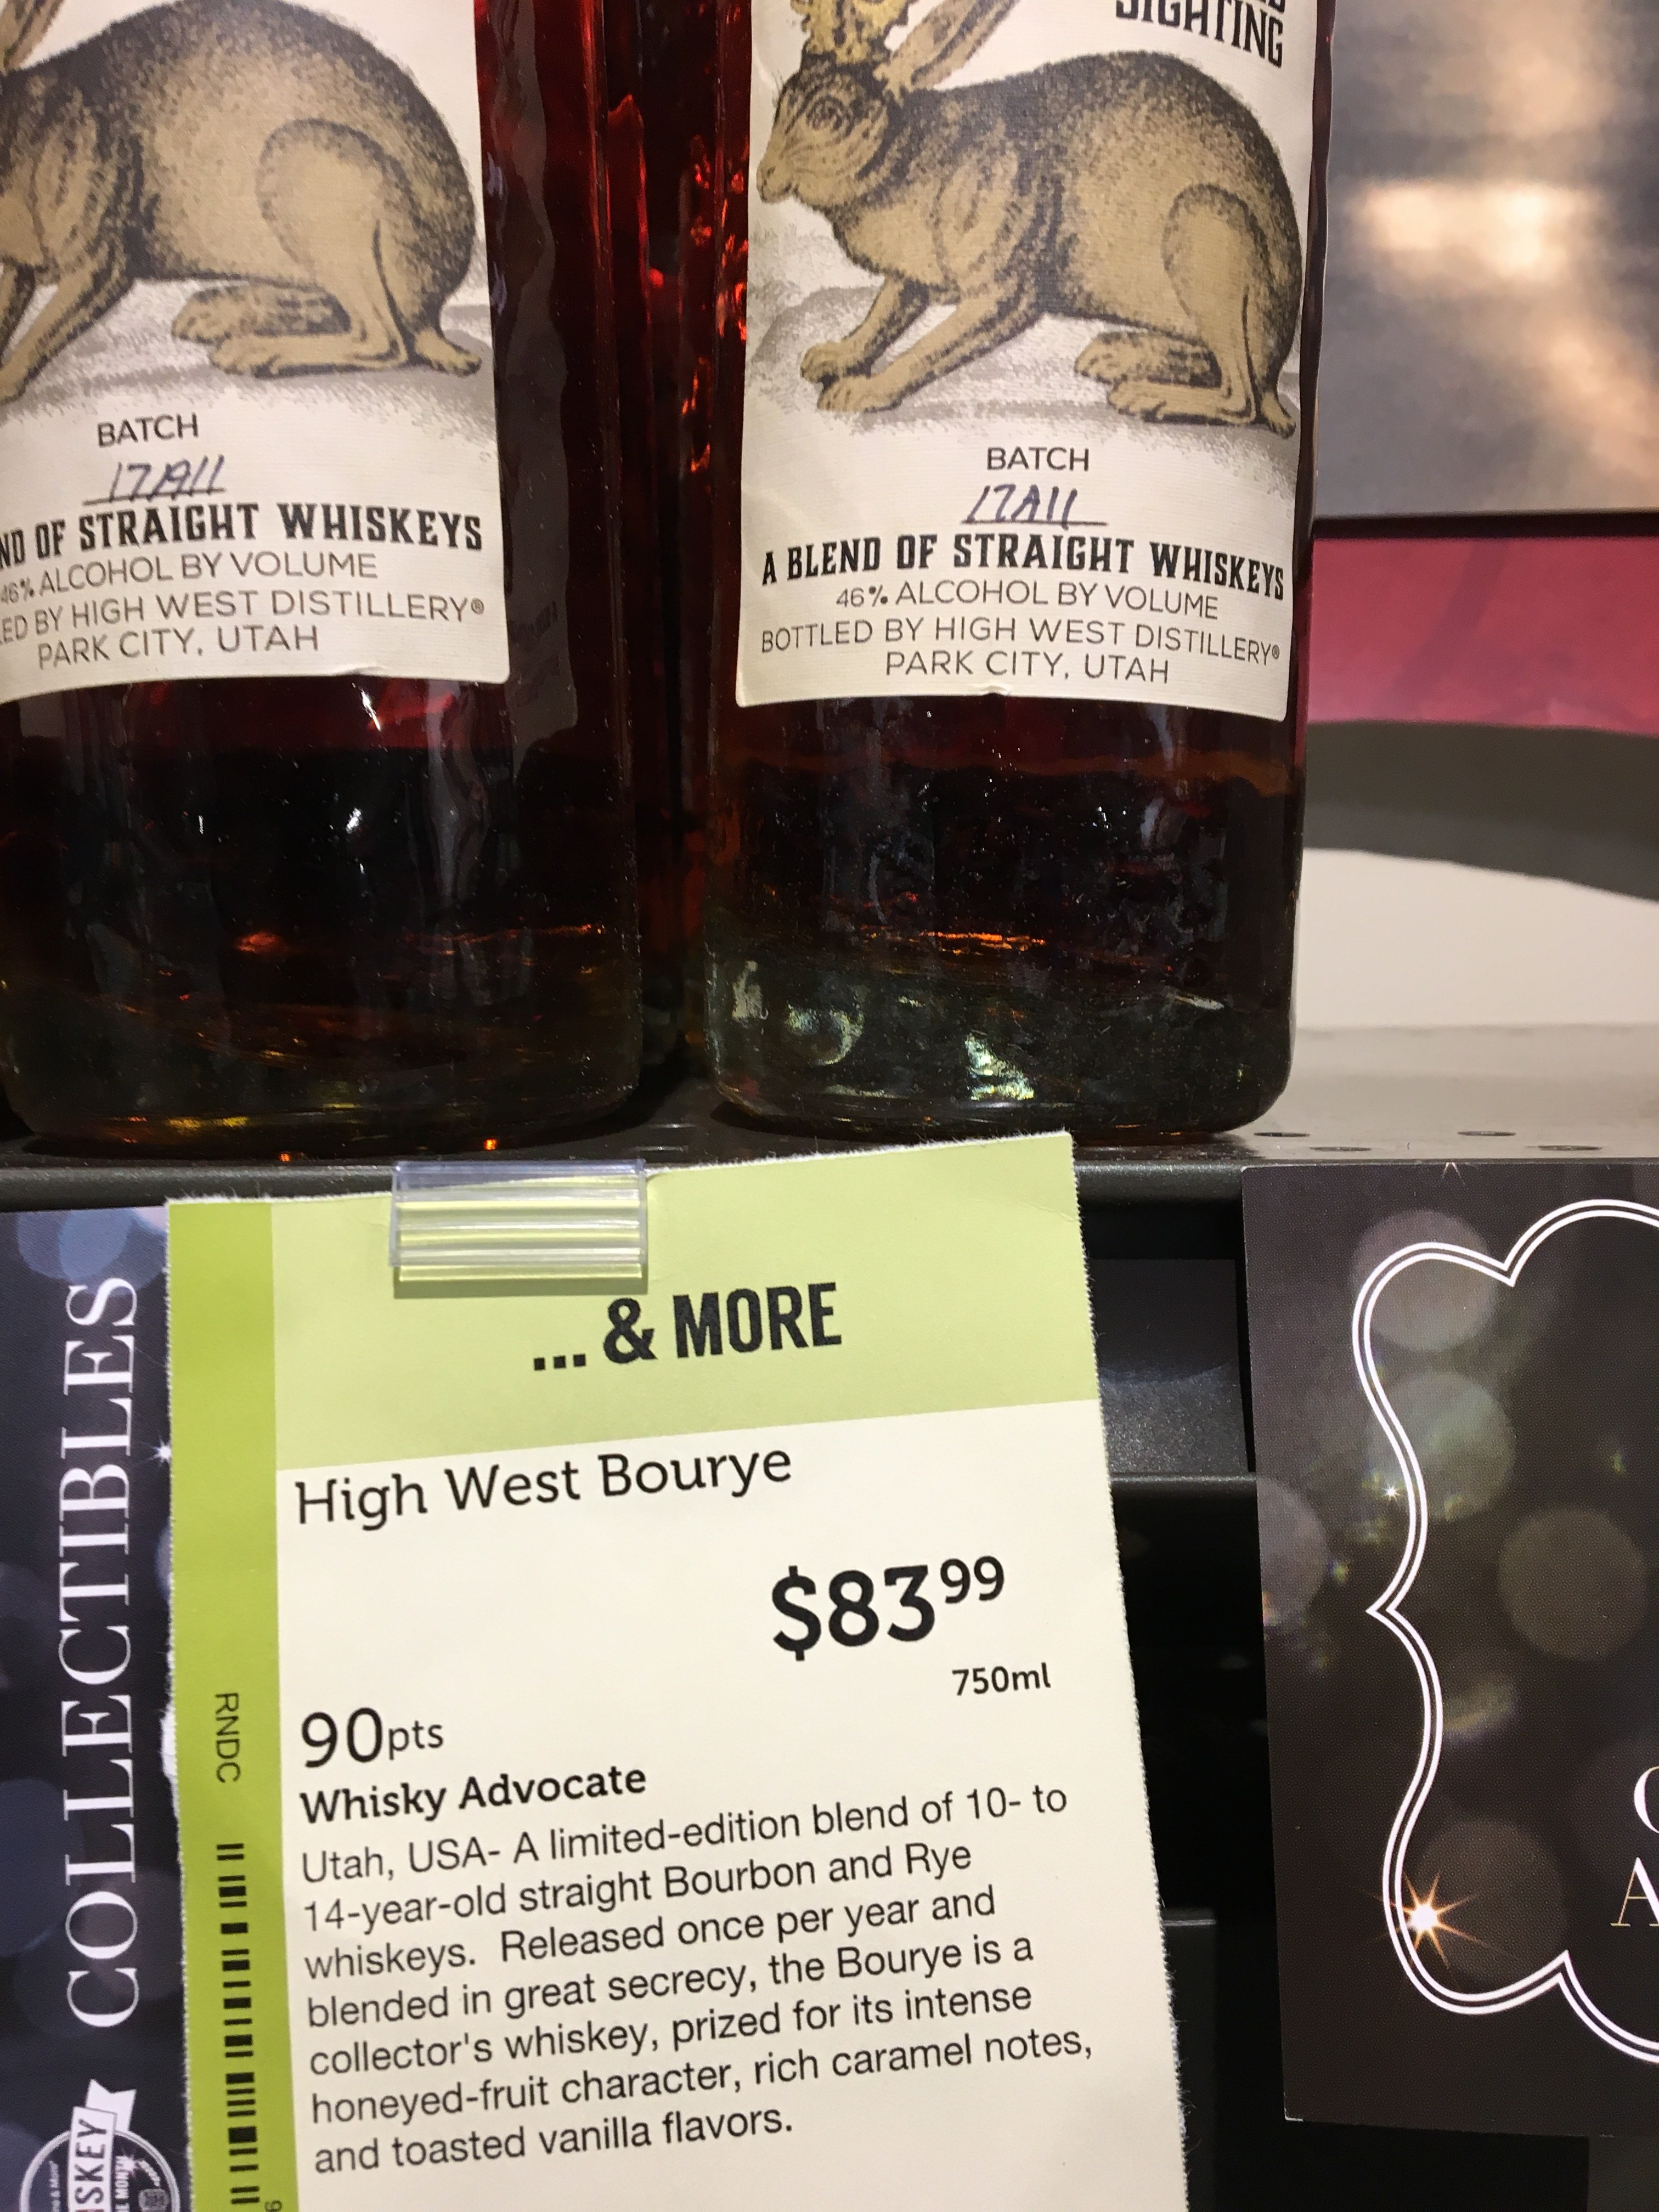 SIGHTING
BATCH
17A11
OF STRAIGHT WHISKEYS
46% ALCOHOL BY VOLUME
BY HIGH WEST DISTILLERY®
PARK CITY, UTAH
BATCH
17A11
A BLEND OF STRAIGHT WHISKEYS
46% ALCOHOL BY VOLUME
BOTTLED BY HIGH WEST DISTILLERY®
PARK CITY, UTAH
... & MORE
High West Bourye
$83 99
750ml
90pts
Whisky Advocate
Utah, USA- A limited-edition blend of 10- to
14-year-old straight Bourbon and Rye
whiskeys. Released once per year and
blended in great secrecy, the Bourye is a
collector's whiskey, prized for its intense
honeyed-fruit character, rich caramel notes,
and toasted vanilla flavors.
RNDC
COLLECTIBLES